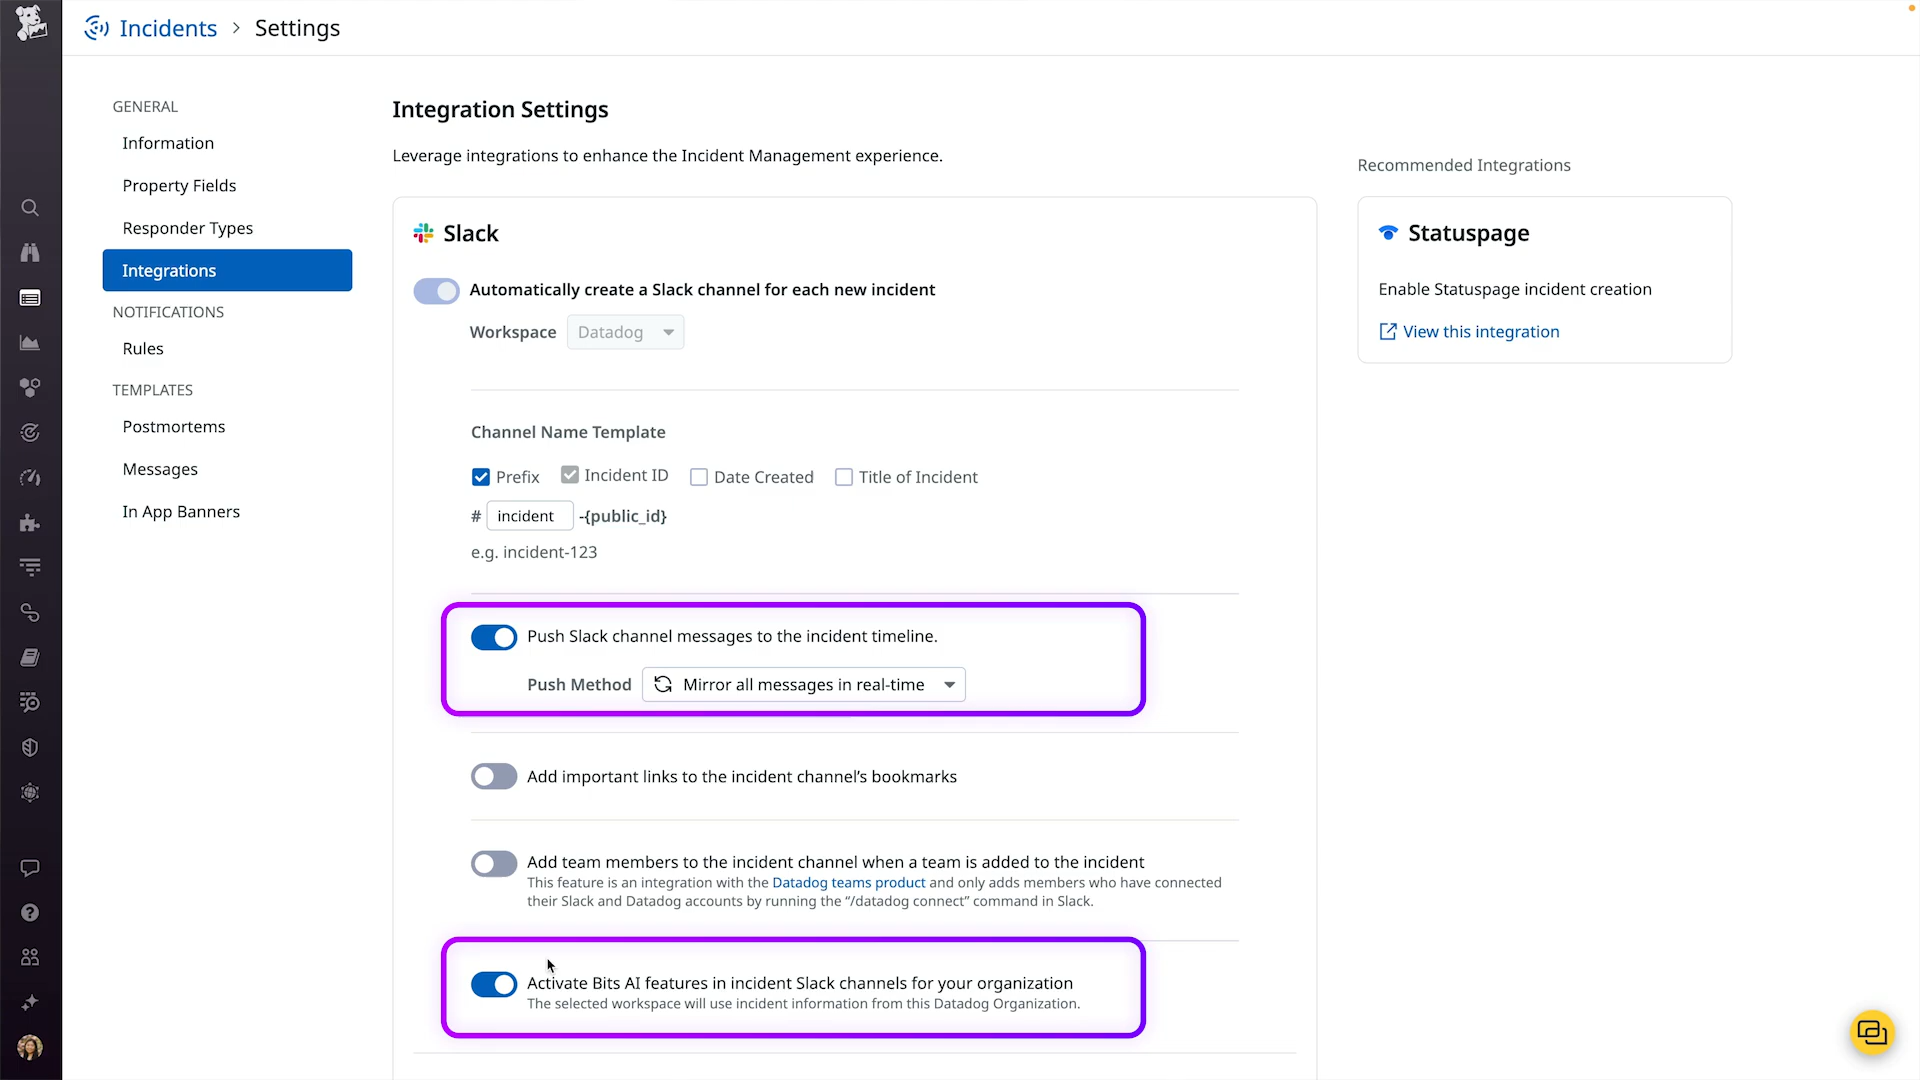 Incidents > Settings
GENERAL
Information
Property Fields
Responder Types
Integrations
NOTIFICATIONS
Rules
TEMPLATES
Postmortems
Messages
In App Banners
Integration Settings
Leverage integrations to enhance the Incident Management experience.
Slack
Automatically create a Slack channel for each new incident
Workspace Datadog
Channel Name Template
Prefix Incident ID Date Created Title of Incident
# incident -{public_id}
e.g. incident-123
Push Slack channel messages to the incident timeline.
Push Method Mirror all messages in real-time
Add important links to the incident channel’s bookmarks
Add team members to the incident channel when a team is added to the incident
This feature is an integration with the Datadog teams product and only adds members who have connected
their Slack and Datadog accounts by running the “/datadog connect” command in Slack.
Activate Bits AI features in incident Slack channels for your organization
The selected workspace will use incident information from this Datadog Organization.
Recommended Integrations
Statuspage
Enable Statuspage incident creation
View this integration